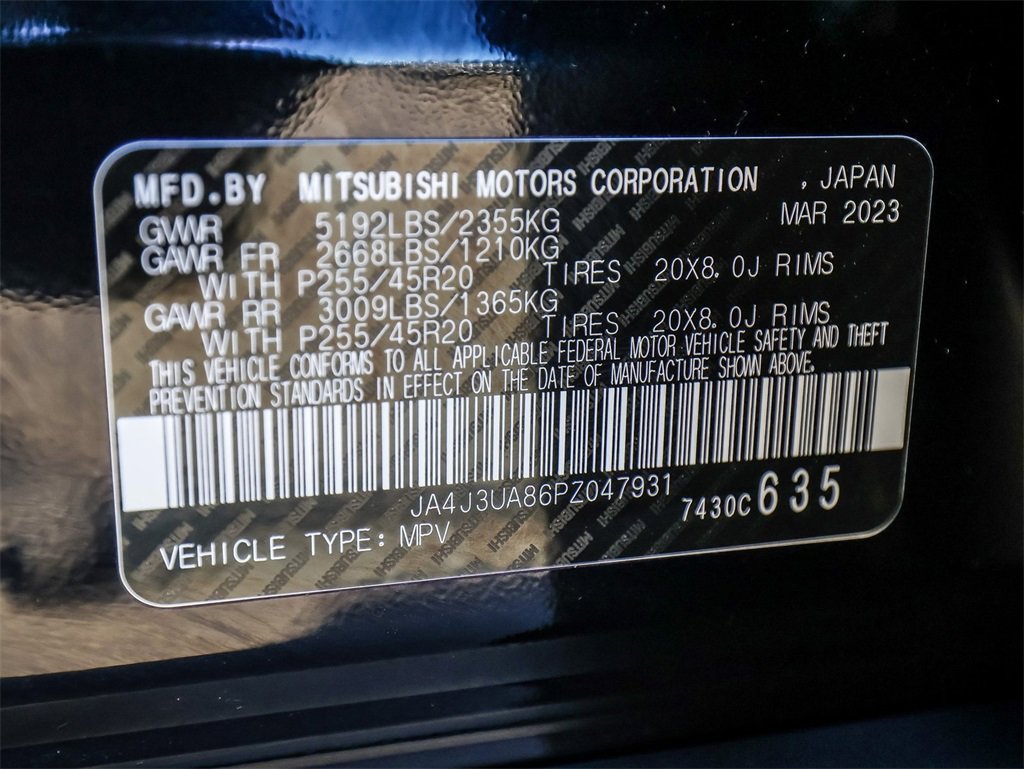 MFD.BY MITSUBISHI MOTORS CORPORATION , JAPAN
MAR 2023
GVWR 5192LBS/2355KG
GAWR FR 2668LBS/1210KG
WITH P255/45R20 TIRES 20X8.0J RIMS
GAWR RR 3009LBS/1365KG
WITH P255/45R20 TIRES 20X8.0J RIMS
THIS VEHICLE CONFORMS TO ALL APPLICABLE FEDERAL MOTOR VEHICLE SAFETY AND THEFT
PREVENTION STANDARDS IN EFFECT ON THE DATE OF MANUFACTURE SHOWN ABOVE.
JA4J3UA86PZ047931 7430C 635
VEHICLE TYPE: MPV